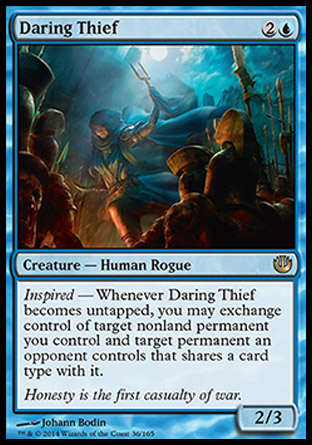 Daring Thief 2
Creature — Human Rogue
Inspired — Whenever Daring Thief
becomes untapped, you may exchange
control of target nonland permanent
you control and target permanent an
opponent controls that shares a card
type with it.
Honesty is the first casualty of war.
Johann Bodin
™ & © 2014 Wizards of the Coast 36/165
2/3